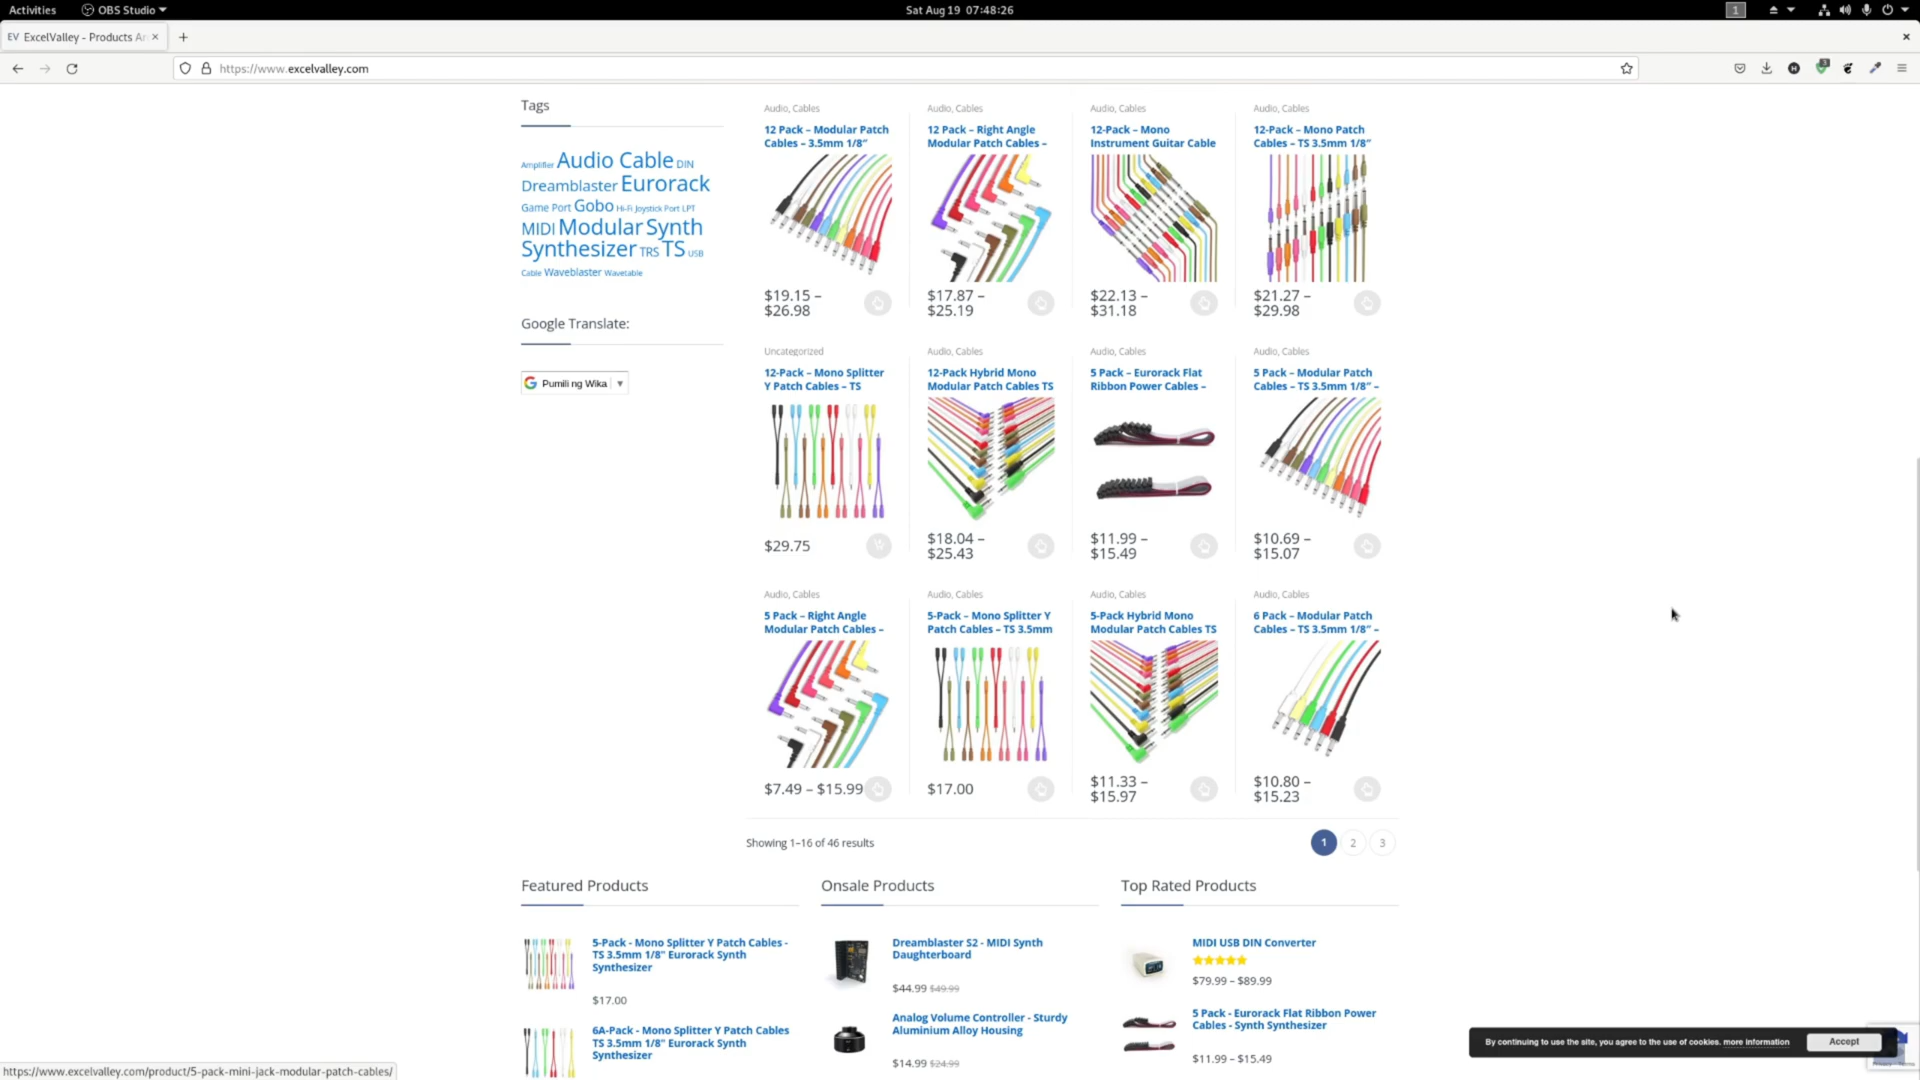 Activities
OBS Studio
Sat Aug 19 07:48:26
1
EV ExcelValley - Products Ar
https://www.excelvalley.com
3
Tags
Amplifier Audio Cable DIN
Dreamblaster Eurorack
Game Port Gobo Hi-Fi Joystick Port LPT
MIDI Modular Synth
Synthesizer TRS TS USB
Cable Waveblaster Wavetable
Google Translate:
Pumili ng Wika ▼
Audio, Cables
12 Pack – Modular Patch
Cables – 3.5mm 1/8″
$19.15 –
$26.98
Audio, Cables
12 Pack – Right Angle
Modular Patch Cables –
$17.87 –
$25.19
Audio, Cables
12-Pack – Mono
Instrument Guitar Cable
$22.13 –
$31.18
Audio, Cables
12-Pack – Mono Patch
Cables – TS 3.5mm 1/8″
$21.27 –
$29.98
Uncategorized
12-Pack – Mono Splitter
Y Patch Cables – TS
$29.75
Audio, Cables
12-Pack Hybrid Mono
Modular Patch Cables TS
$18.04 –
$25.43
Audio, Cables
5 Pack – Eurorack Flat
Ribbon Power Cables –
$11.99 –
$15.49
Audio, Cables
5 Pack – Modular Patch
Cables – TS 3.5mm 1/8″ –
$10.69 –
$15.07
Audio, Cables
5 Pack – Right Angle
Modular Patch Cables –
$7.49 – $15.99
Audio, Cables
5-Pack – Mono Splitter Y
Patch Cables – TS 3.5mm
$17.00
Audio, Cables
5-Pack Hybrid Mono
Modular Patch Cables TS
$11.33 –
$15.97
Audio, Cables
6 Pack – Modular Patch
Cables – TS 3.5mm 1/8″ –
$10.80 –
$15.23
Showing 1–16 of 46 results
1 2 3
Featured Products
5-Pack - Mono Splitter Y Patch Cables -
TS 3.5mm 1/8" Eurorack Synth
Synthesizer
$17.00
6A-Pack - Mono Splitter Y Patch Cables
TS 3.5mm 1/8" Eurorack Synth
Synthesizer
Onsale Products
Dreamblaster S2 - MIDI Synth
Daughterboard
$44.99 $49.99
Analog Volume Controller - Sturdy
Aluminium Alloy Housing
$14.99 $24.99
Top Rated Products
MIDI USB DIN Converter
$79.99 – $89.99
5 Pack - Eurorack Flat Ribbon Power
Cables - Synth Synthesizer
$11.99 – $15.49
By continuing to use the site, you agree to the use of cookies. more information
Accept
https://www.excelvalley.com/product/5-pack-mini-jack-modular-patch-cables/